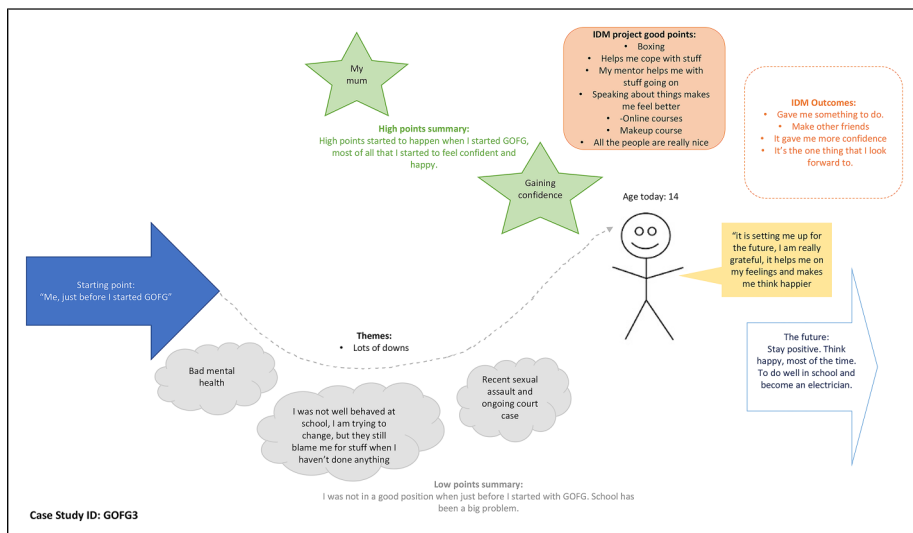 My
mum
High points summary:
High points started to happen when I started GOFG,
most of all that I started to feel confident and
happy.
IDM project good points:
• Boxing
• Helps me cope with stuff
• My mentor helps me with
stuff going on
• Speaking about things makes
me feel better
• -Online courses
• Makeup course
• All the people are really nice
IDM Outcomes:
• Gave me something to do.
• Make other friends
• It gave me more confidence
• It's the one thing that I look
forward to.
Gaining
confidence
Age today: 14
"it is setting me up for
the future, I am really
grateful, it helps me on
my feelings and makes
me think happier
Starting point:
"Me, just before I started GOFG"
Themes:
• Lots of downs
Bad mental
health
I was not well behaved at
school, I am trying to
change, but they still
blame me for stuff when I
haven't done anything
Recent sexual
assault and
ongoing court
case
The future:
Stay positive. Think
happy, most of the time.
To do well in school and
become an electrician.
Low points summary:
I was not in a good position when just before I started with GOFG. School has
been a big problem.
Case Study ID: GOFG3